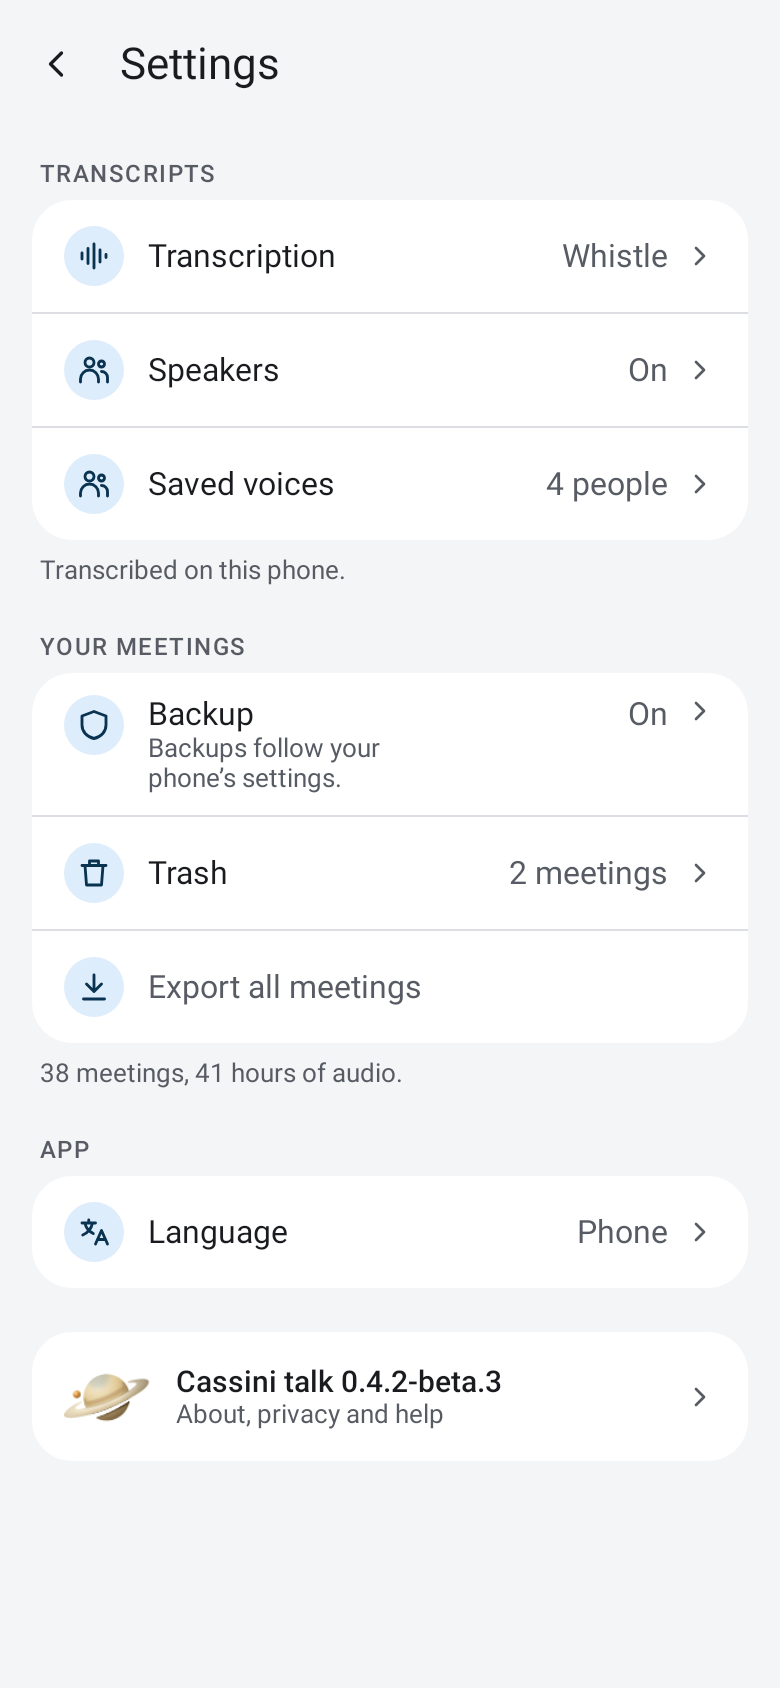 Settings
TRANSCRIPTS
Transcription Whistle
Speakers On
Saved voices 4 people
Transcribed on this phone.
YOUR MEETINGS
Backup On
Backups follow your
phone’s settings.
Trash 2 meetings
Export all meetings
38 meetings, 41 hours of audio.
APP
Language Phone
Cassini talk 0.4.2-beta.3
About, privacy and help